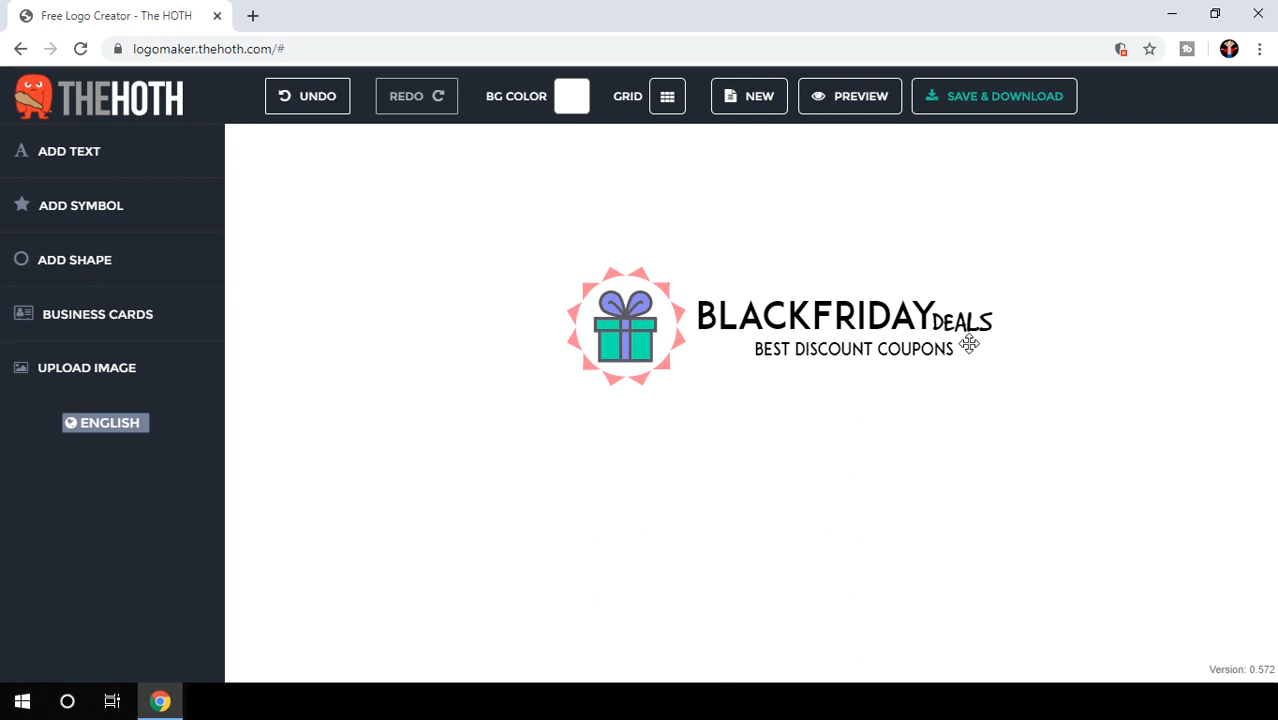 Free Logo Creator - The HOTH
logomaker.thehoth.com/#
THEHOTH
UNDO
REDO
BG COLOR
GRID
NEW
PREVIEW
SAVE & DOWNLOAD
ADD TEXT
ADD SYMBOL
ADD SHAPE
BUSINESS CARDS
UPLOAD IMAGE
ENGLISH
BLACKFRIDAYDEALS
BEST DISCOUNT COUPONS
Version: 0.572